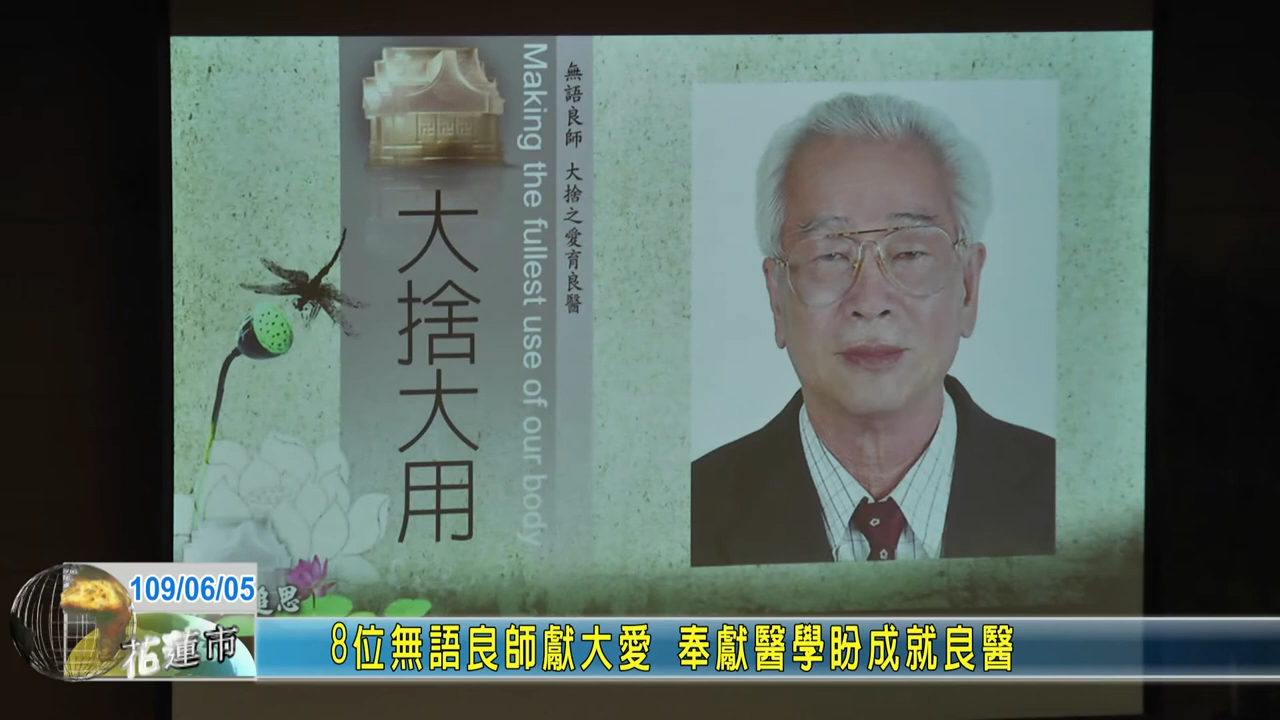 無語良師 大捨之愛育良醫
Making the fullest use of our body
大捨大用
追思
109/06/05
花蓮市
8位無語良師獻大愛 奉獻醫學盼成就良醫